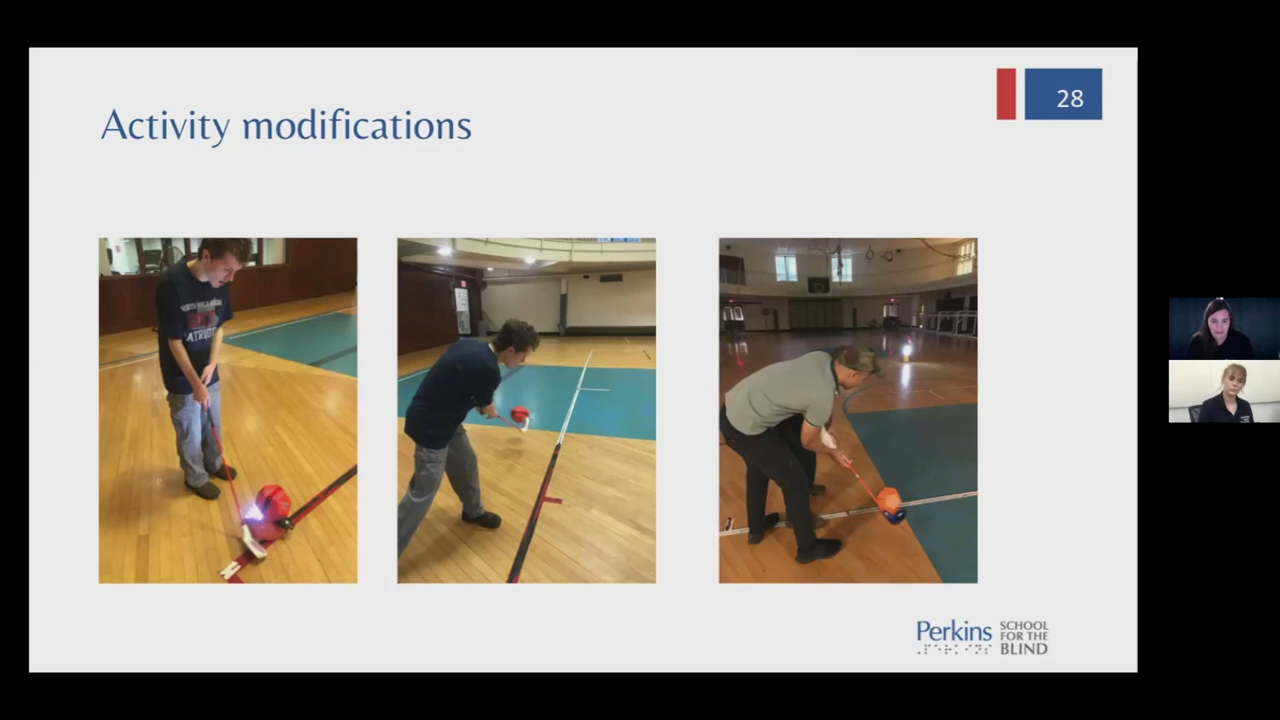 Activity modifications
28
Perkins
SCHOOL
FOR THE
BLIND